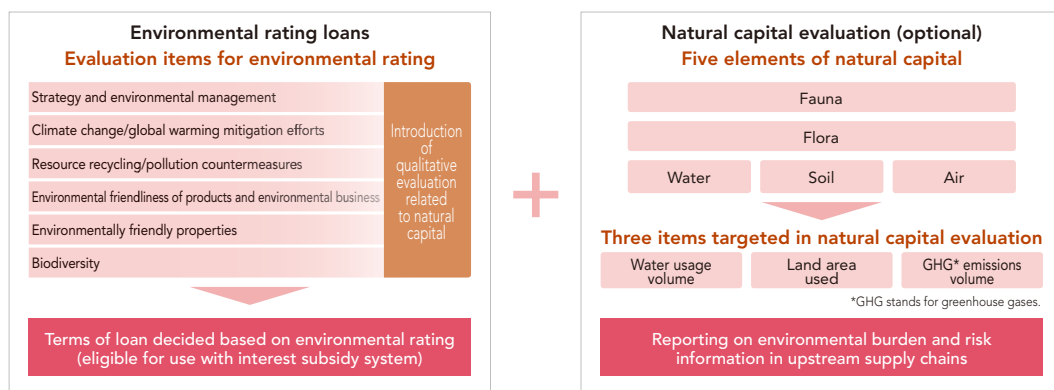 Environmental rating loans
Evaluation items for environmental rating
Strategy and environmental management
Climate change/global warming mitigation efforts
Resource recycling/pollution countermeasures
Environmental friendliness of products and environmental business
Environmentally friendly properties
Biodiversity
Introduction
of
qualitative
evaluation
related
to natural
capital
Terms of loan decided based on environmental rating
(eligible for use with interest subsidy system)
+
Natural capital evaluation (optional)
Five elements of natural capital
Fauna
Flora
Water
Soil
Air
Three items targeted in natural capital evaluation
Water usage
volume
Land area
used
GHG* emissions
volume
*GHG stands for greenhouse gases.
Reporting on environmental burden and risk
information in upstream supply chains